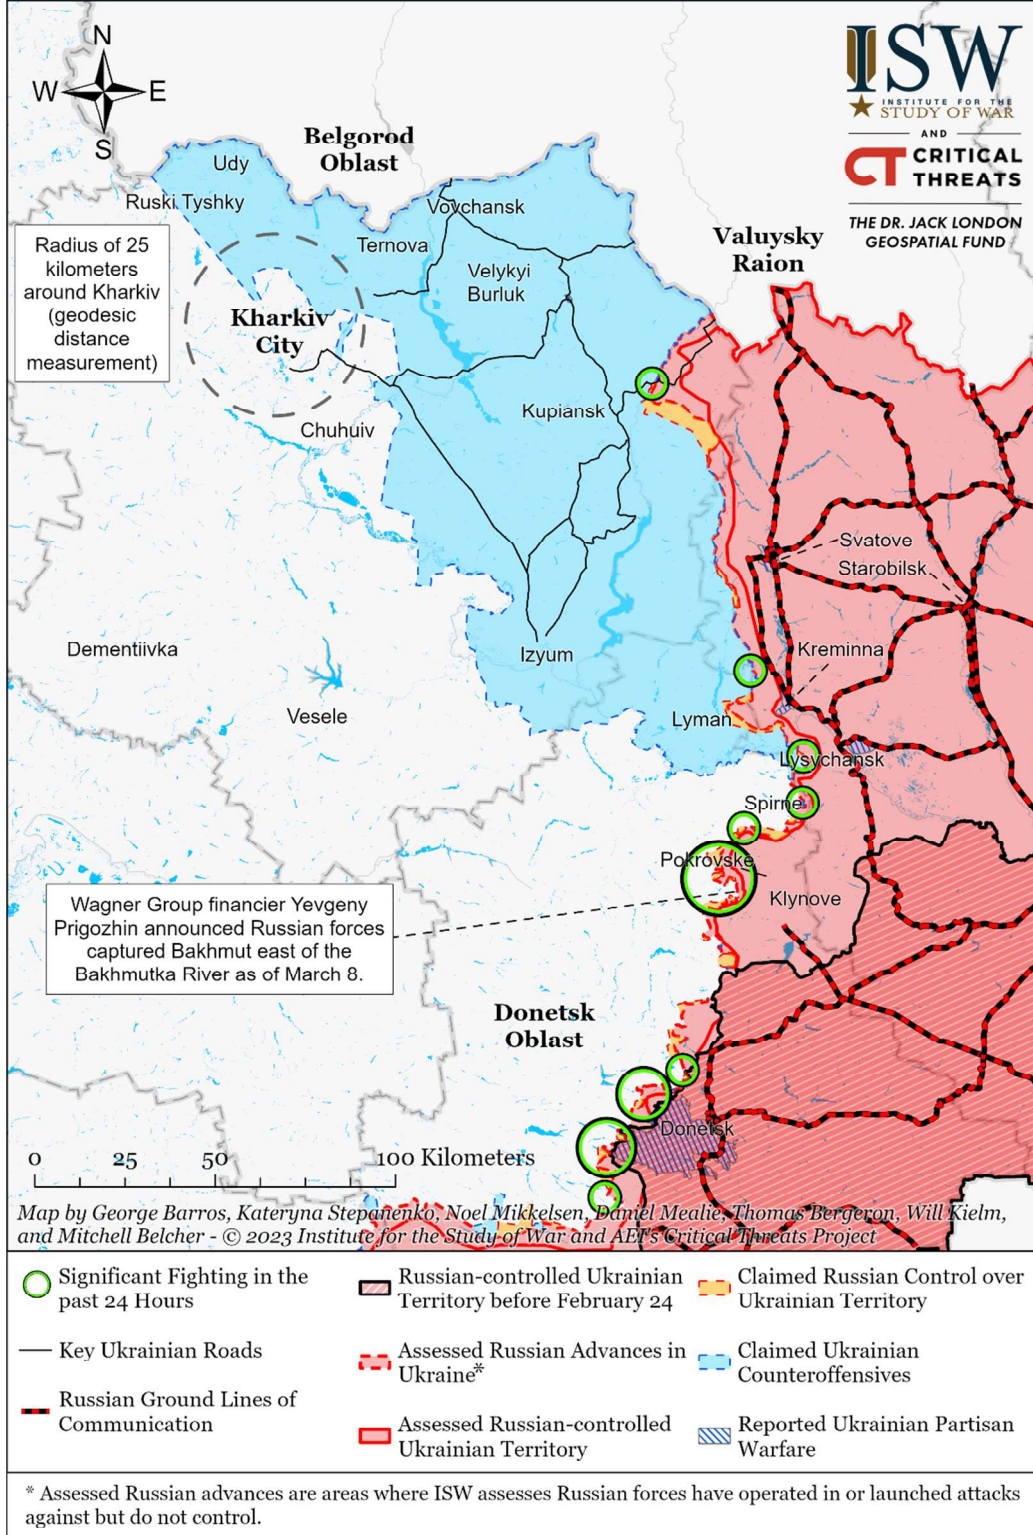 N
W E
S
ISW
INSTITUTE FOR THE
STUDY OF WAR
AND
CT CRITICAL
THREATS
THE DR. JACK LONDON
GEOSPATIAL FUND
Belgorod
Oblast
Udy
Ruski Tyshky
Vovchansk
Ternova
Valuysky
Raion
Radius of 25
kilometers
around Kharkiv
(geodesic
distance
measurement)
Velykyi
Burluk
Kharkiv
City
Kupiansk
Chuhuiv
Svatove
Starobilsk
Dementiivka
Izyum
Kreminna
Vesele
Lyman
Lysychansk
Spirne
Pokrovske
Klynove
Wagner Group financier Yevgeny
Prigozhin announced Russian forces
captured Bakhmut east of the
Bakhmutka River as of March 8.
Donetsk
Oblast
Donetsk
0 25 50 100 Kilometers
Map by George Barros, Kateryna Stepanenko, Noel Mikkelsen, Daniel Mealie, Thomas Bergeron, Will Kielm,
and Mitchell Belcher - © 2023 Institute for the Study of War and AEI's Critical Threats Project
Significant Fighting in the
past 24 Hours
Key Ukrainian Roads
Russian Ground Lines of
Communication
Russian-controlled Ukrainian
Territory before February 24
Assessed Russian Advances in
Ukraine*
Assessed Russian-controlled
Ukrainian Territory
Claimed Russian Control over
Ukrainian Territory
Claimed Ukrainian
Counteroffensives
Reported Ukrainian Partisan
Warfare
* Assessed Russian advances are areas where ISW assesses Russian forces have operated in or launched attacks
against but do not control.